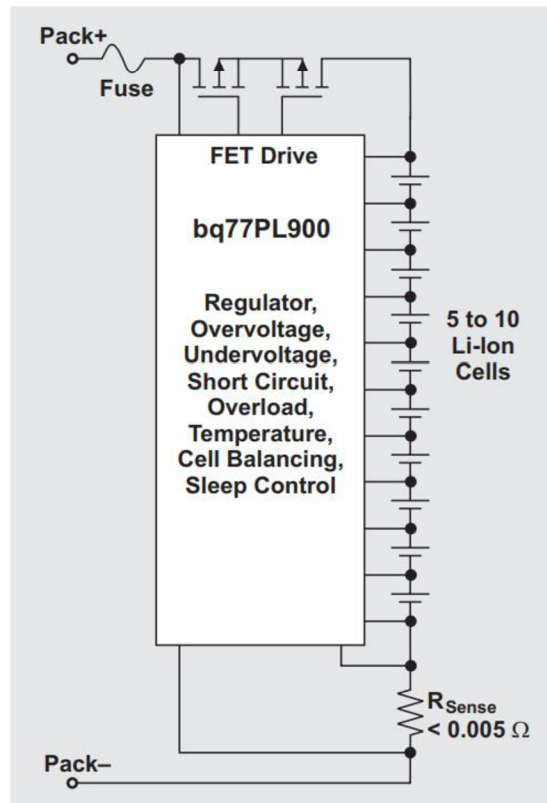 Pack+
Fuse
FET Drive
bq77PL900
Regulator,
Overvoltage,
Undervoltage,
Short Circuit,
Overload,
Temperature,
Cell Balancing,
Sleep Control
5 to 10
Li-Ion
Cells
RSense
< 0.005 Ω
Pack–